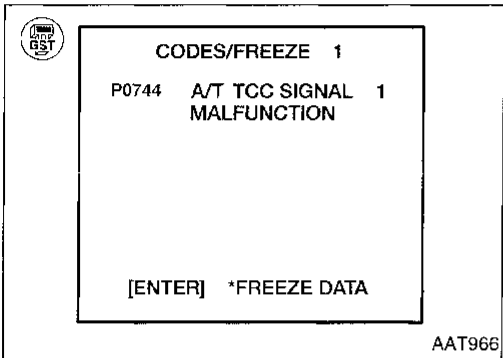 GST
CODES/FREEZE 1
P0744 A/T TCC SIGNAL 1
MALFUNCTION
[ENTER] *FREEZE DATA
AAT966